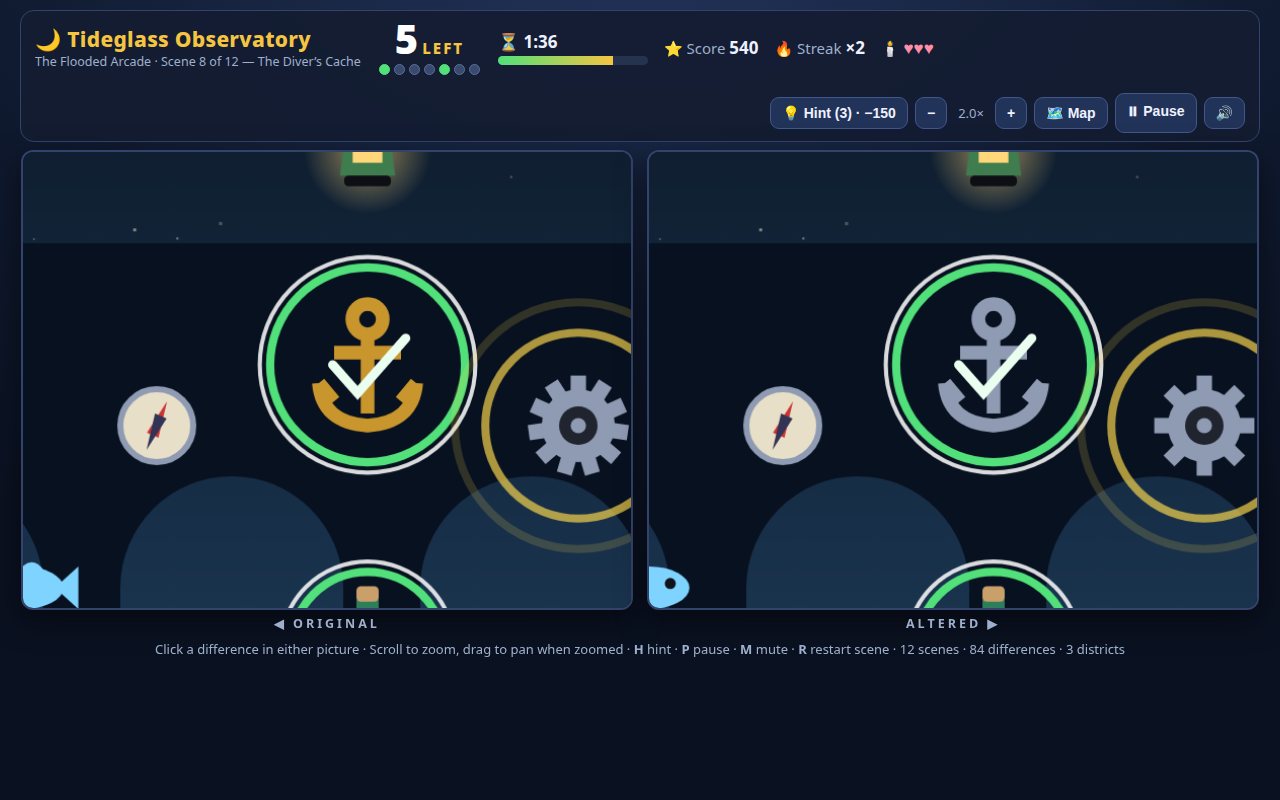 🌙 Tideglass Observatory
The Flooded Arcade · Scene 8 of 12 — The Diver's Cache
5 LEFT
⏳ 1:36
⭐ Score 540 🔥 Streak ×2 🕯️ ♥♥♥
💡 Hint (3) · −150
−
2.0×
+
🗺️ Map
⏸ Pause
🔊
◀ ORIGINAL
ALTERED ▶
Click a difference in either picture · Scroll to zoom, drag to pan when zoomed · H hint · P pause · M mute · R restart scene · 12 scenes · 84 differences · 3 districts